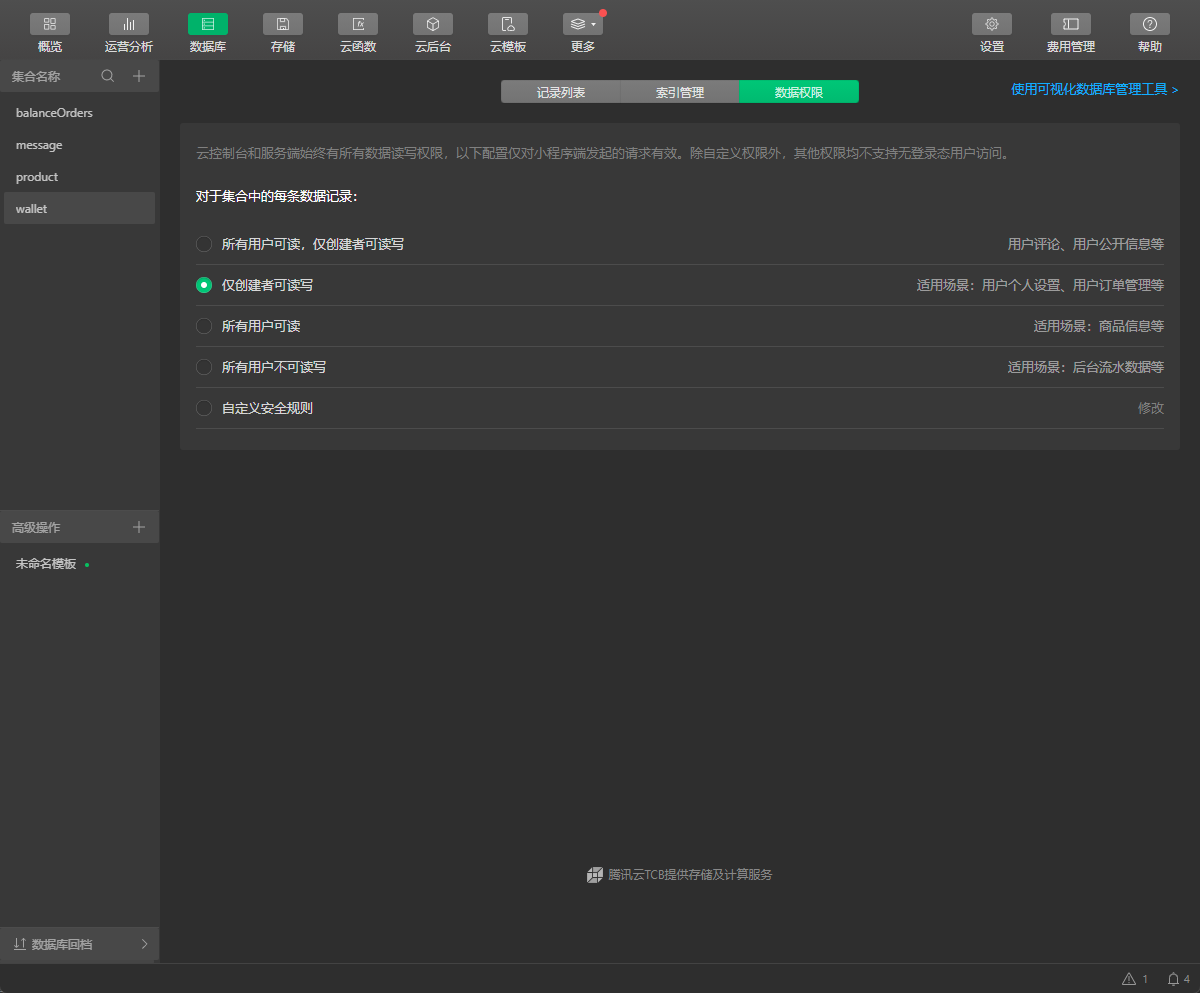 概览
运营分析
数据库
存储
云函数
云后台
云模板
更多
设置
费用管理
帮助
集合名称
balanceOrders
message
product
wallet
高级操作
未命名模板
数据库回档
记录列表
索引管理
数据权限
使用可视化数据库管理工具 >
云控制台和服务端始终有所有数据读写权限，以下配置仅对小程序端发起的请求有效。除自定义权限外，其他权限均不支持无登录态用户访问。
对于集合中的每条数据记录：
所有用户可读，仅创建者可读写
用户评论、用户公开信息等
仅创建者可读写
适用场景：用户个人设置、用户订单管理等
所有用户可读
适用场景：商品信息等
所有用户不可读写
适用场景：后台流水数据等
自定义安全规则
修改
腾讯云TCB提供存储及计算服务
1
4